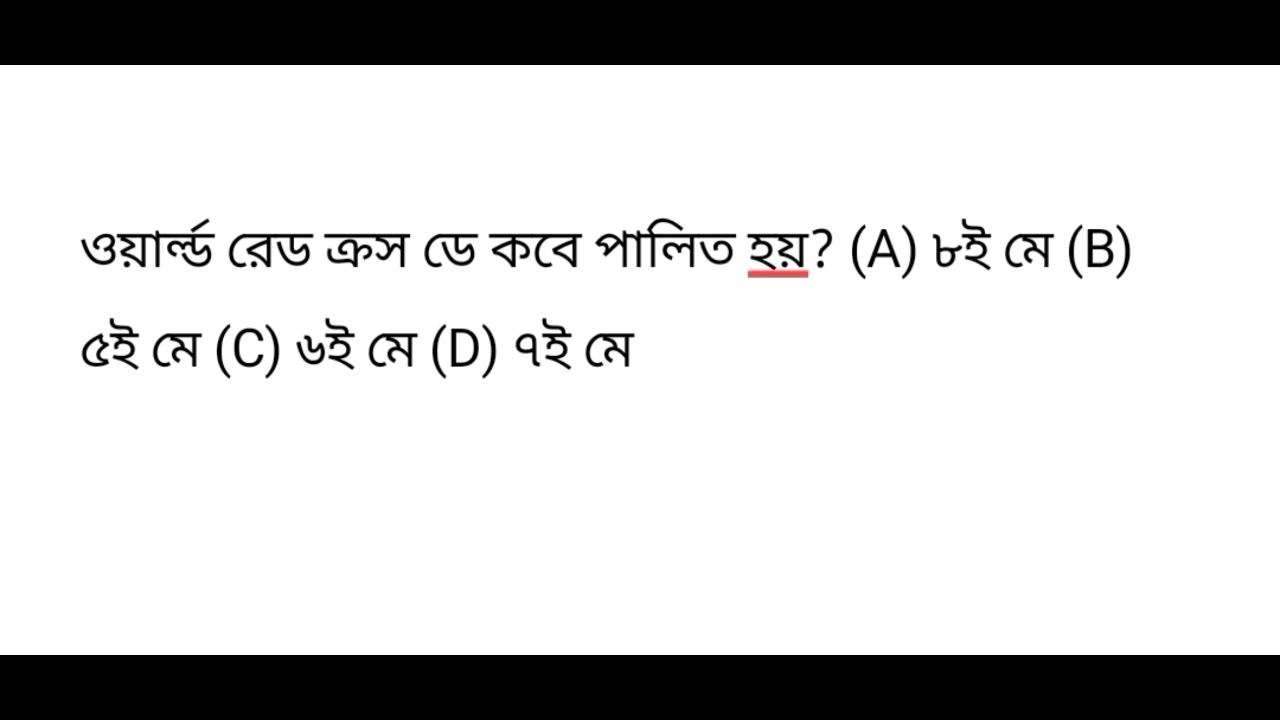 ওয়ার্ল্ড রেড ক্রস ডে কবে পালিত হয়? (A) ৮ই মে (B)
৫ই মে (C) ৬ই মে (D) ৭ই মে